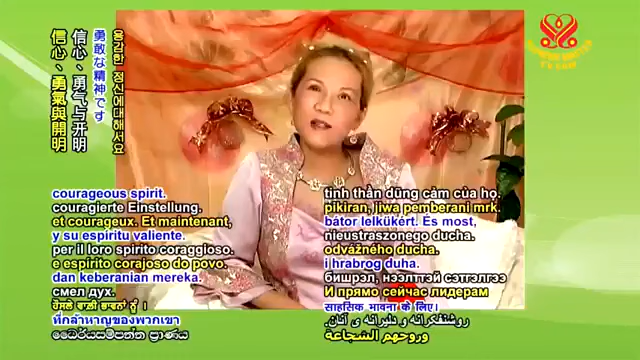 용감한 정신에대해서요
勇敢な精神です
信心、勇气与开明
信心、勇氣與開明
courageous spirit.
couragierte Einstellung.
et courageux. Et maintenant,
y su espíritu valiente.
per il loro spirito coraggioso.
e espírito corajoso do povo.
dan keberanian mereka.
смел дух.
ที่กล้าหาญของพวกเขา
tinh thần dũng cảm của họ.
pikiran, jiwa pemberani mrk.
bátor lelkükért. És most,
nieustraszonego ducha.
odvážného ducha.
i hrabrog duha.
бишрэл, нээлттэй сэтгэлгээ
И прямо сейчас лидерам
साहसिक भावना के लिए।
روشنفکرانه و دلیرانه ی آنان.
وروحهم الشجاعة